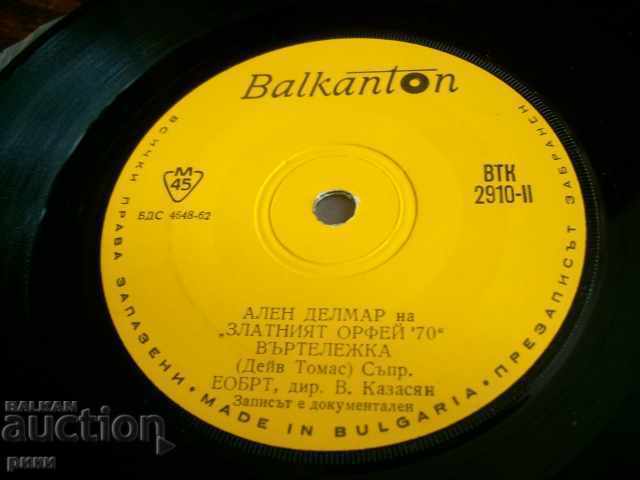 Balkanton
M
45
БДС 4648-62
ВТК
2910-II
АЛЕН ДЕЛМАР на
„ЗЛАТНИЯТ ОРФЕЙ '70“
ВЪРТЕЛЕЖКА
(Дейв Томас) Съпр.
ЕОБРТ, дир. В. Казасян
Записът е документален
ВСИЧКИ ПРАВА ЗАПАЗЕНИ • MADE IN BULGARIA • ПРЕЗАПИСЪТ ЗАБРАНЕН
BALKAN
auction
рики